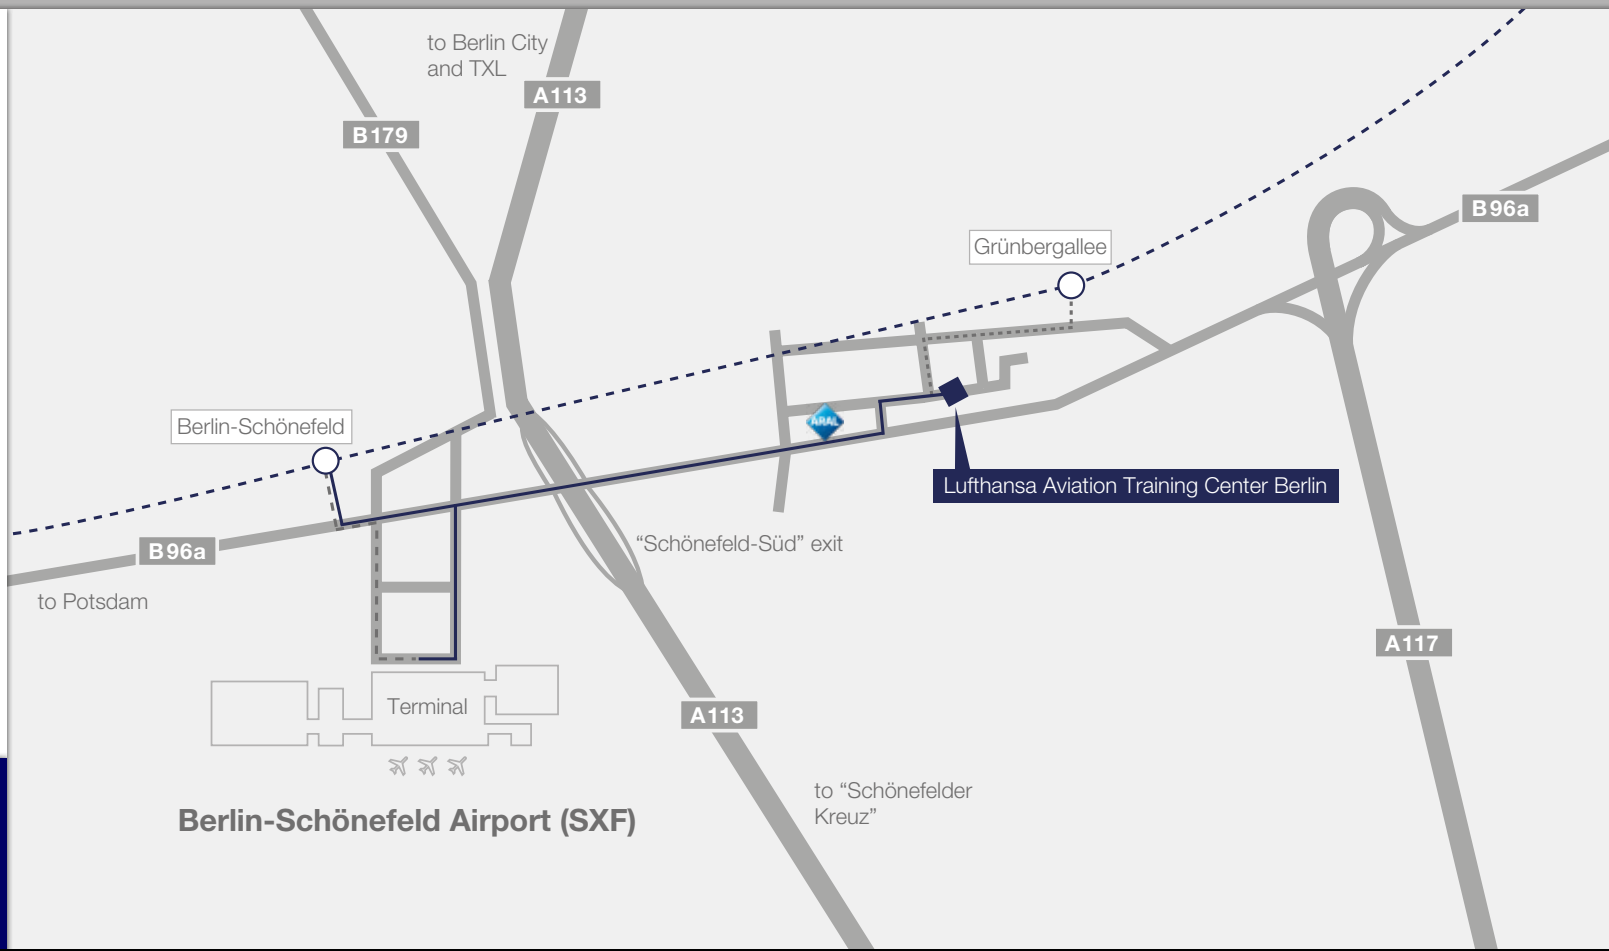 to Berlin City
and TXL
A113
B179
B96a
Grünbergallee
Berlin-Schönefeld
ARAL
Lufthansa Aviation Training Center Berlin
"Schönefeld-Süd" exit
B96a
to Potsdam
A117
Terminal
A113
to "Schönefelder
Kreuz"
Berlin-Schönefeld Airport (SXF)